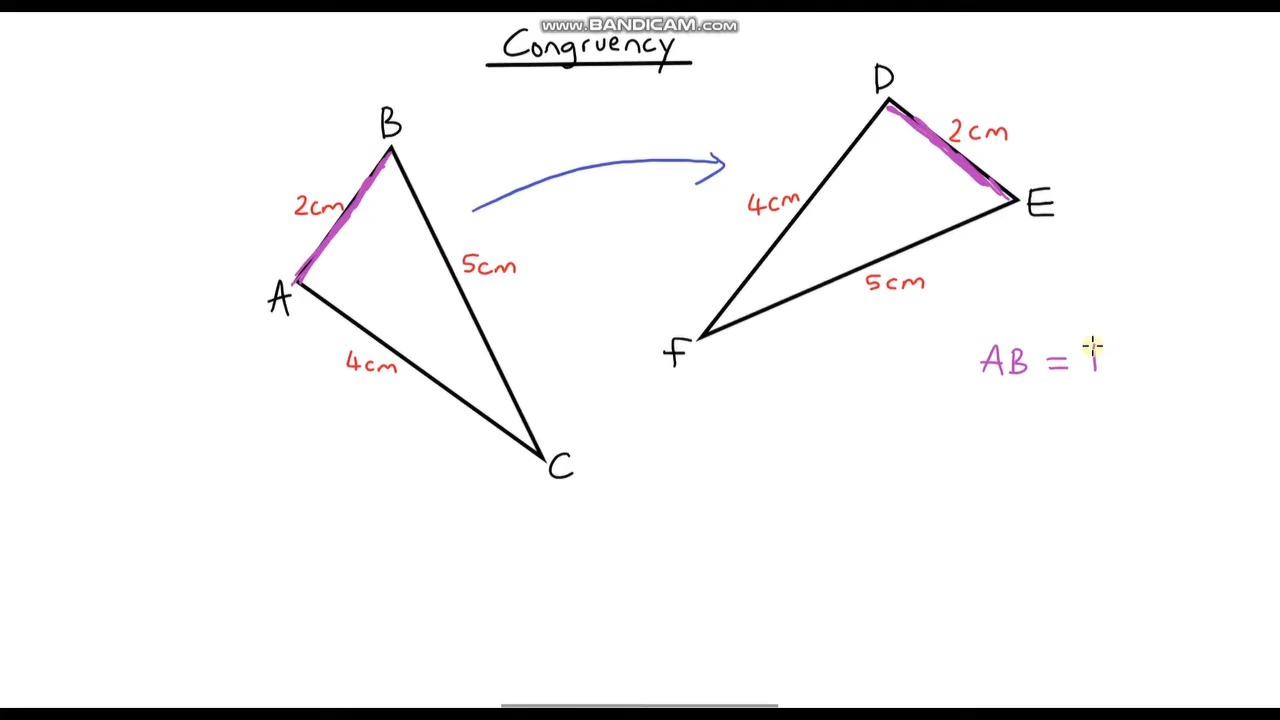 www.BANDICAM.com
Congruency
D
B
2cm
2cm
4cm
E
5cm
5cm
A
F
4cm
AB =
C